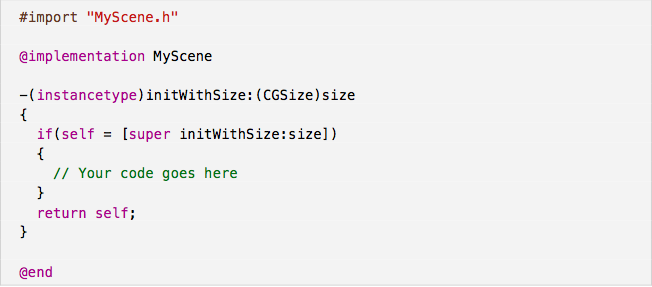 #import "MyScene.h"
@implementation MyScene
-(instancetype)initWithSize:(CGSize)size
{
if(self = [super initWithSize:size])
{
// Your code goes here
}
return self;
}
@end